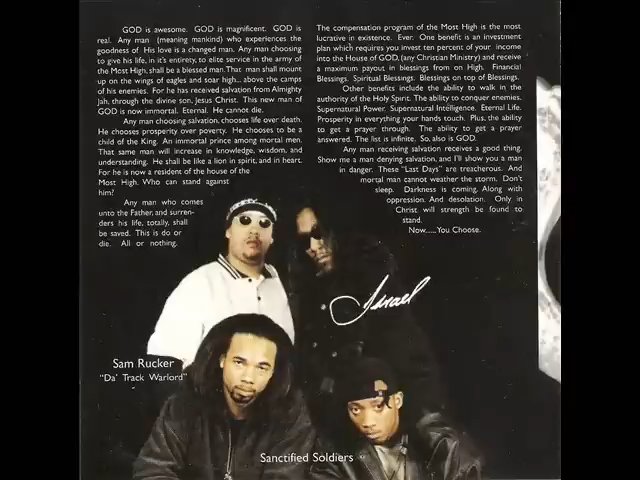 GOD is awesome. GOD is magnificent. GOD is
real. Any man (meaning mankind) who experiences the
goodness of His love is a changed man. Any man choosing
to give his life, in it's entirety, to elite service in the army of
the Most High, shall be a blessed man. That man shall mount
up on the wings of eagles and soar high... above the camps
of his enemies. For he has received salvation from Almighty
Jah, through the divine son, Jesus Christ. This new man of
GOD is now immortal. Eternal. He cannot die.
Any man choosing salvation, chooses life over death.
He chooses prosperity over poverty. He chooses to be a
child of the King. An immortal prince among mortal men.
That same man will increase in knowledge, wisdom, and
understanding. He shall be like a lion in spirit, and in heart.
For he is now a resident of the house of the
Most High. Who can stand against
him?
Any man who comes
unto the Father, and surren-
ders his life, totally, shall
be saved. This is do or
die. All or nothing.
The compensation program of the Most High is the most
lucrative in existence. Ever. One benefit is an investment
plan which requires you invest ten percent of your income
into the House of GOD, (any Christian Ministry) and receive
a maximum payout in blessings from on High. Financial
Blessings. Spiritual Blessings. Blessings on top of Blessings.
Other benefits include the ability to walk in the
authority of the Holy Spirit. The ability to conquer enemies.
Supernatural Power. Supernatural Intelligence. Eternal Life.
Prosperity in everything your hands touch. Plus, the ability
to get a prayer through. The ability to get a prayer
answered. The list is infinite. So, also is GOD.
Any man receiving salvation receives a good thing.
Show me a man denying salvation, and I'll show you a man
in danger. These "Last Days" are treacherous. And
mortal man cannot weather the storm. Don't
sleep. Darkness is coming. Along with
oppression. And desolation. Only in
Christ will strength be found to
stand.
Now.....You Choose.
Israel
Sam Rucker
"Da' Track Warlord"
Sanctified Soldiers